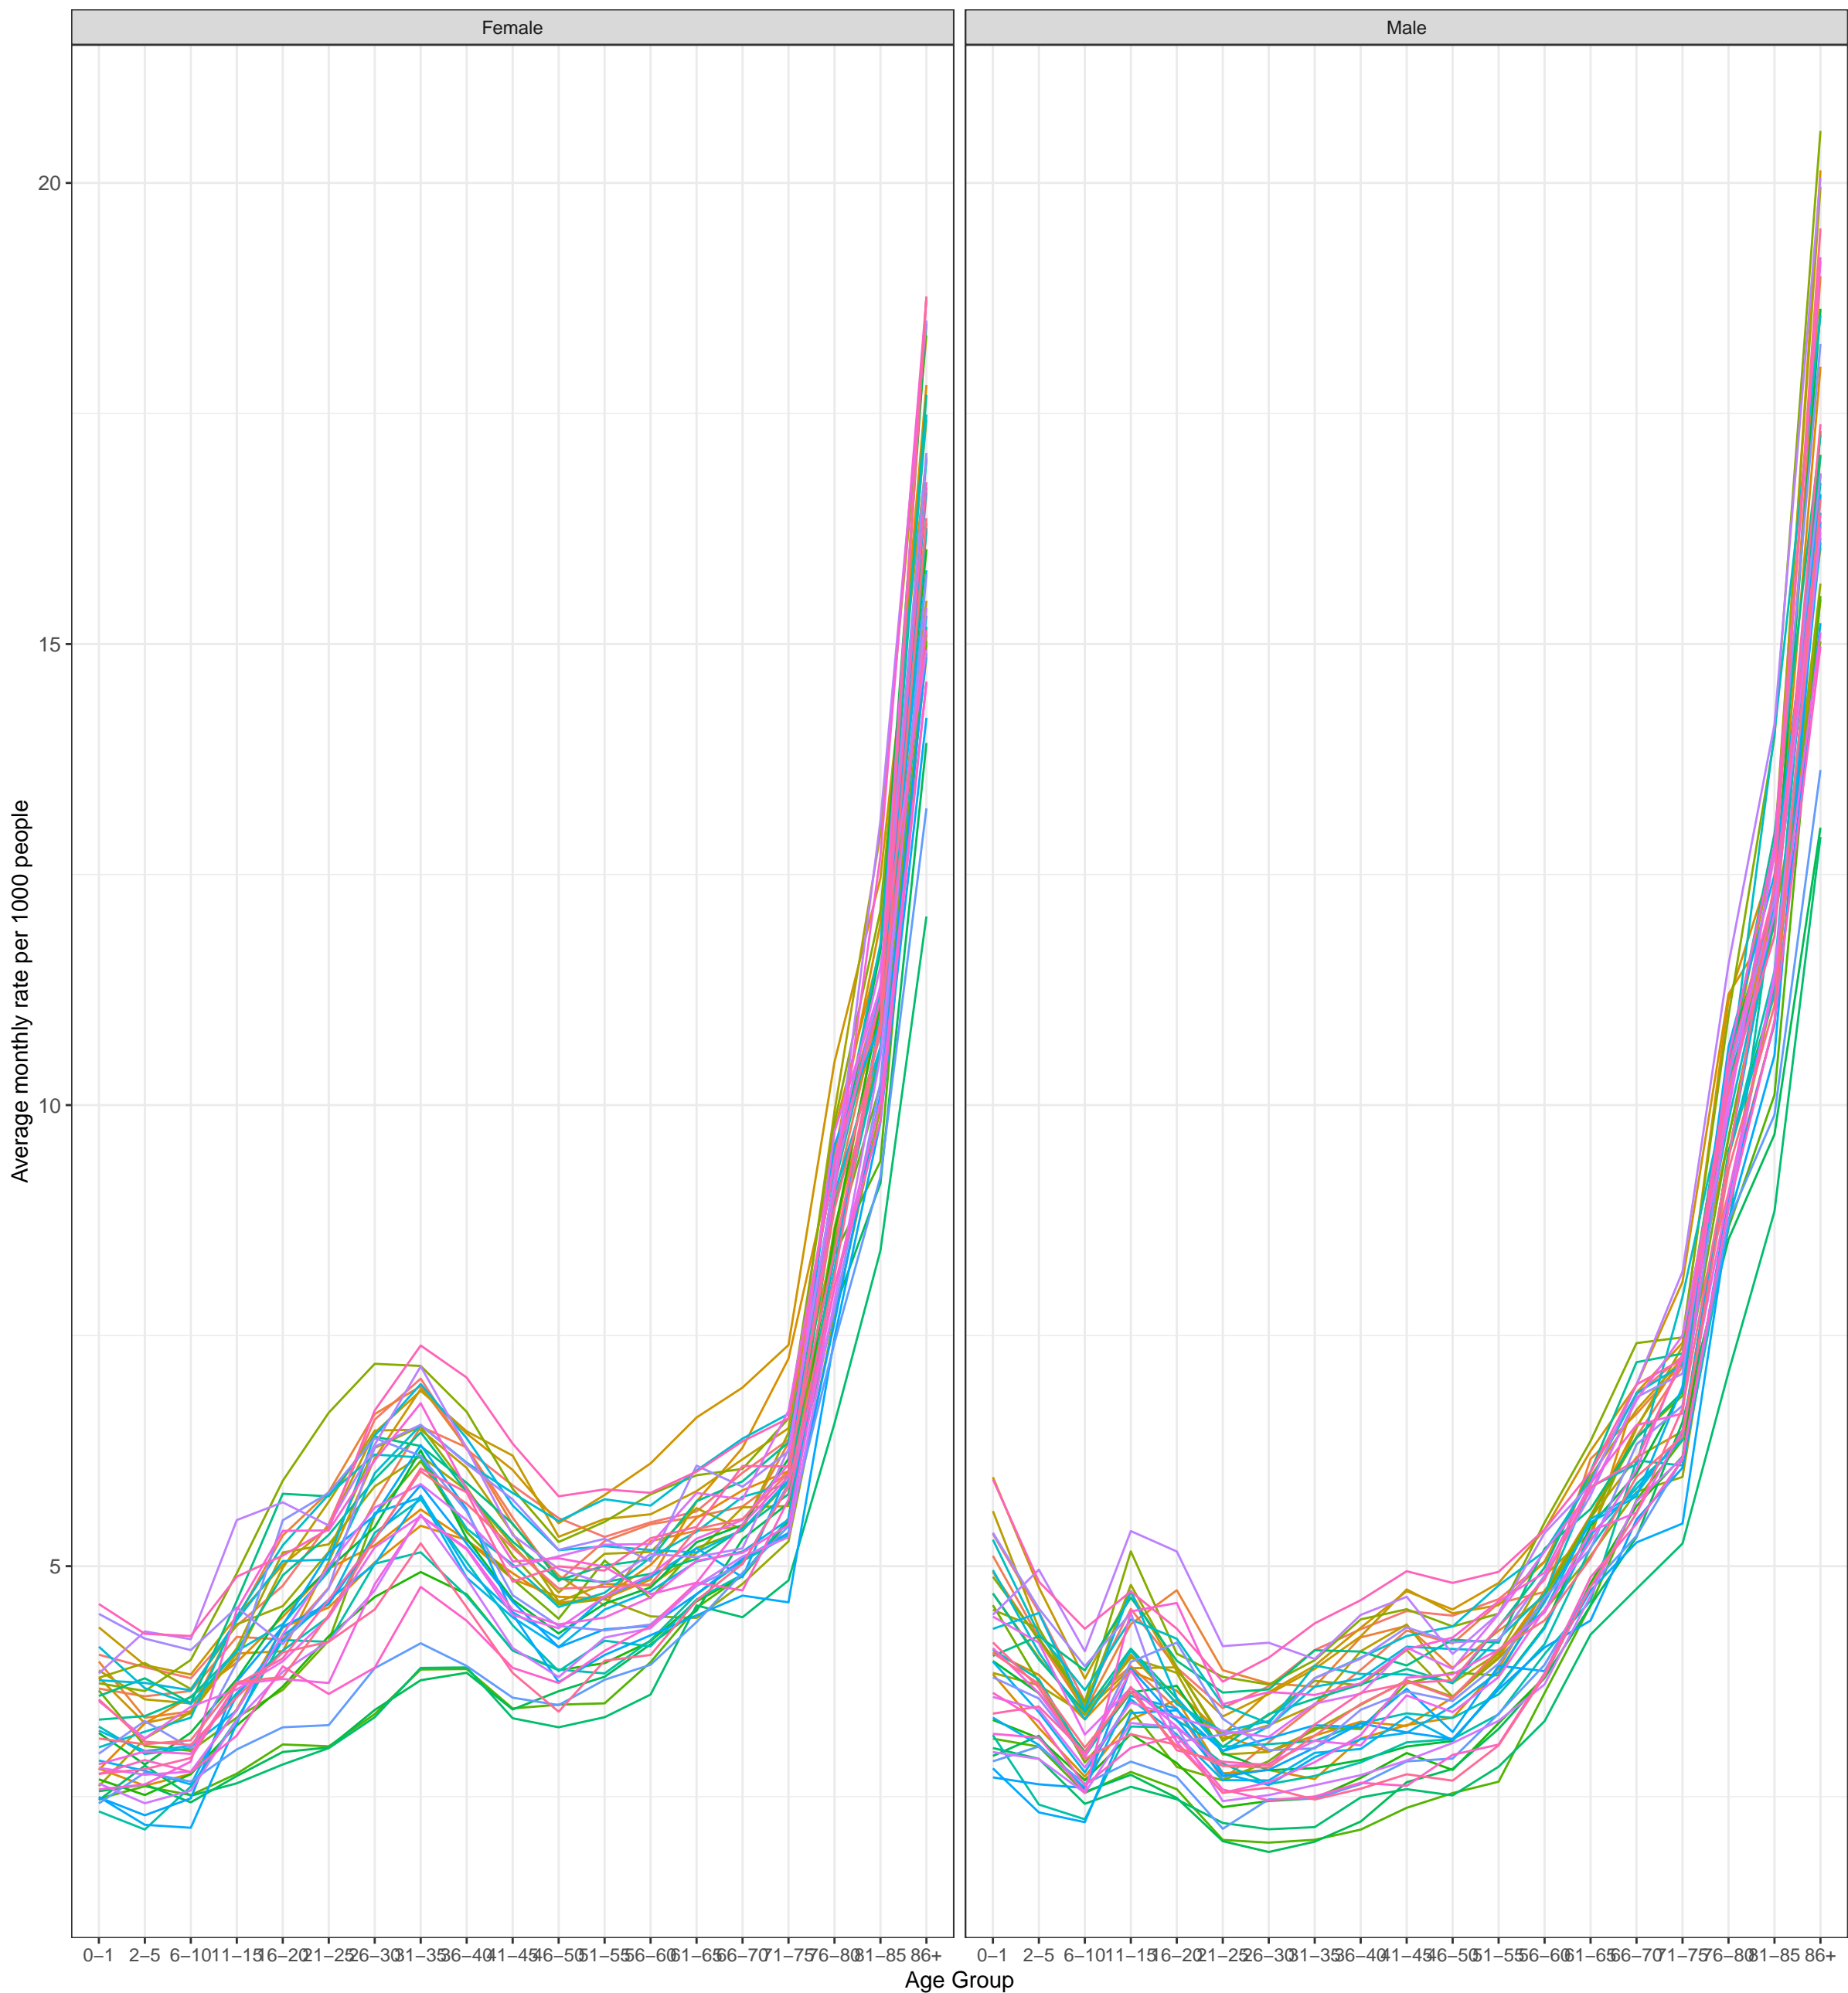 Female
Male
20
15
10
5
Average monthly rate per 1000 people
0–1 2–5 6–10 11–15 16–20 21–25 26–30 31–35 36–40 41–45 46–50 51–55 56–60 61–65 66–70 71–75 76–80 81–85 86+
0–1 2–5 6–10 11–15 16–20 21–25 26–30 31–35 36–40 41–45 46–50 51–55 56–60 61–65 66–70 71–75 76–80 81–85 86+
Age Group